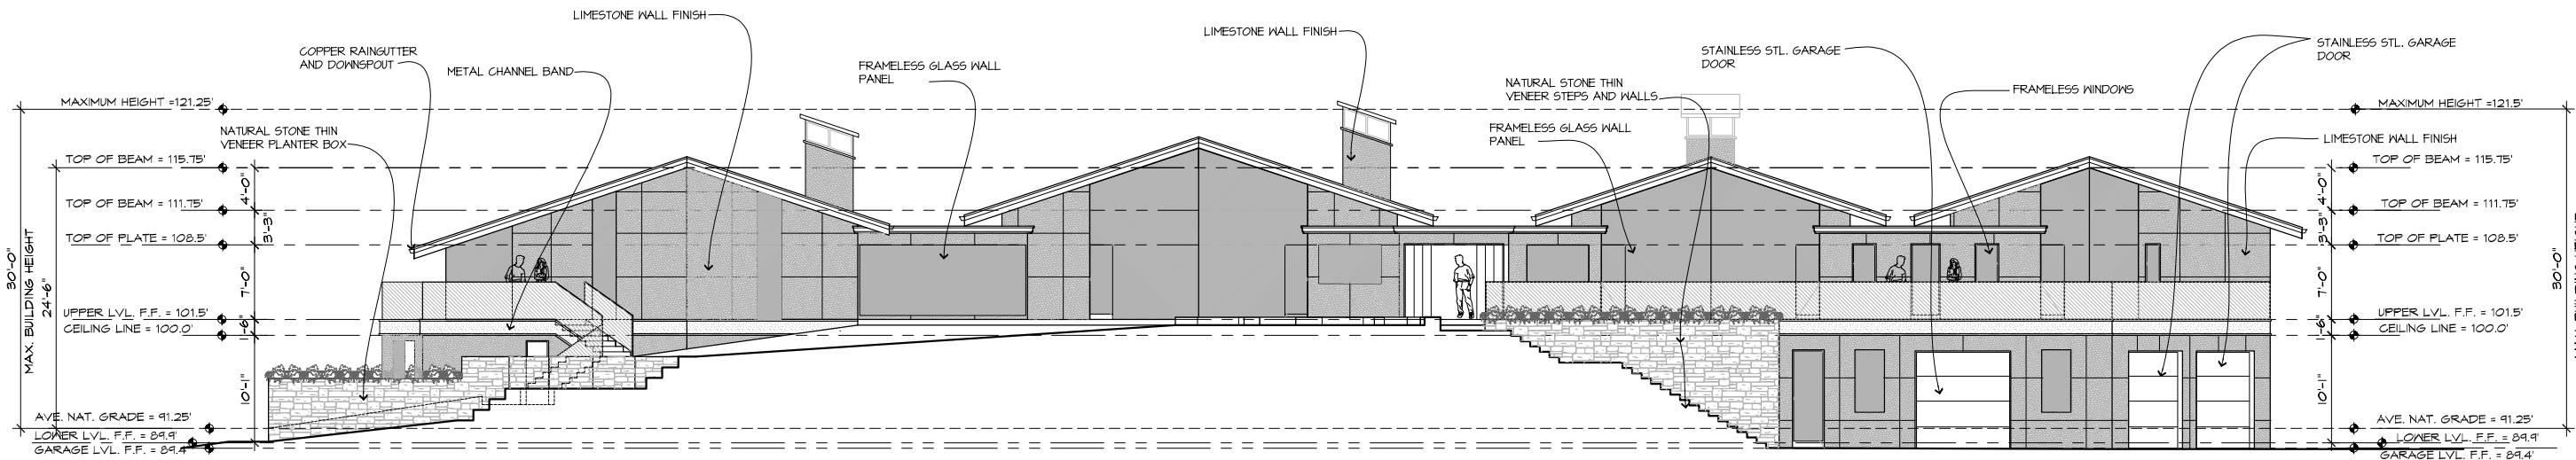 LIMESTONE WALL FINISH
COPPER RAINGUTTER
AND DOWNSPOUT
METAL CHANNEL BAND
FRAMELESS GLASS WALL
PANEL
LIMESTONE WALL FINISH
NATURAL STONE THIN
VENEER STEPS AND WALLS
FRAMELESS GLASS WALL
PANEL
STAINLESS STL. GARAGE
DOOR
FRAMELESS WINDOWS
STAINLESS STL. GARAGE
DOOR
LIMESTONE WALL FINISH
MAXIMUM HEIGHT =121.25'
NATURAL STONE THIN
VENEER PLANTER BOX
TOP OF BEAM = 115.75'
TOP OF BEAM = 111.75'
TOP OF PLATE = 108.5'
UPPER LVL. F.F. = 101.5'
CEILING LINE = 100.0'
AVE. NAT. GRADE = 91.25'
LOWER LVL. F.F. = 89.9'
GARAGE LVL. F.F. = 89.4'
30'-0"
MAX. BUILDING HEIGHT
24'-6"
4'-0"
3'-3"
7'-0"
1'-6"
10'-1"
MAXIMUM HEIGHT =121.5'
TOP OF BEAM = 115.75'
TOP OF BEAM = 111.75'
TOP OF PLATE = 108.5'
UPPER LVL. F.F. = 101.5'
CEILING LINE = 100.0'
AVE. NAT. GRADE = 91.25'
LOWER LVL. F.F. = 89.9'
GARAGE LVL. F.F. = 89.4'
4'-0"
3'-3"
7'-0"
1'-6"
10'-1"
30'-0"